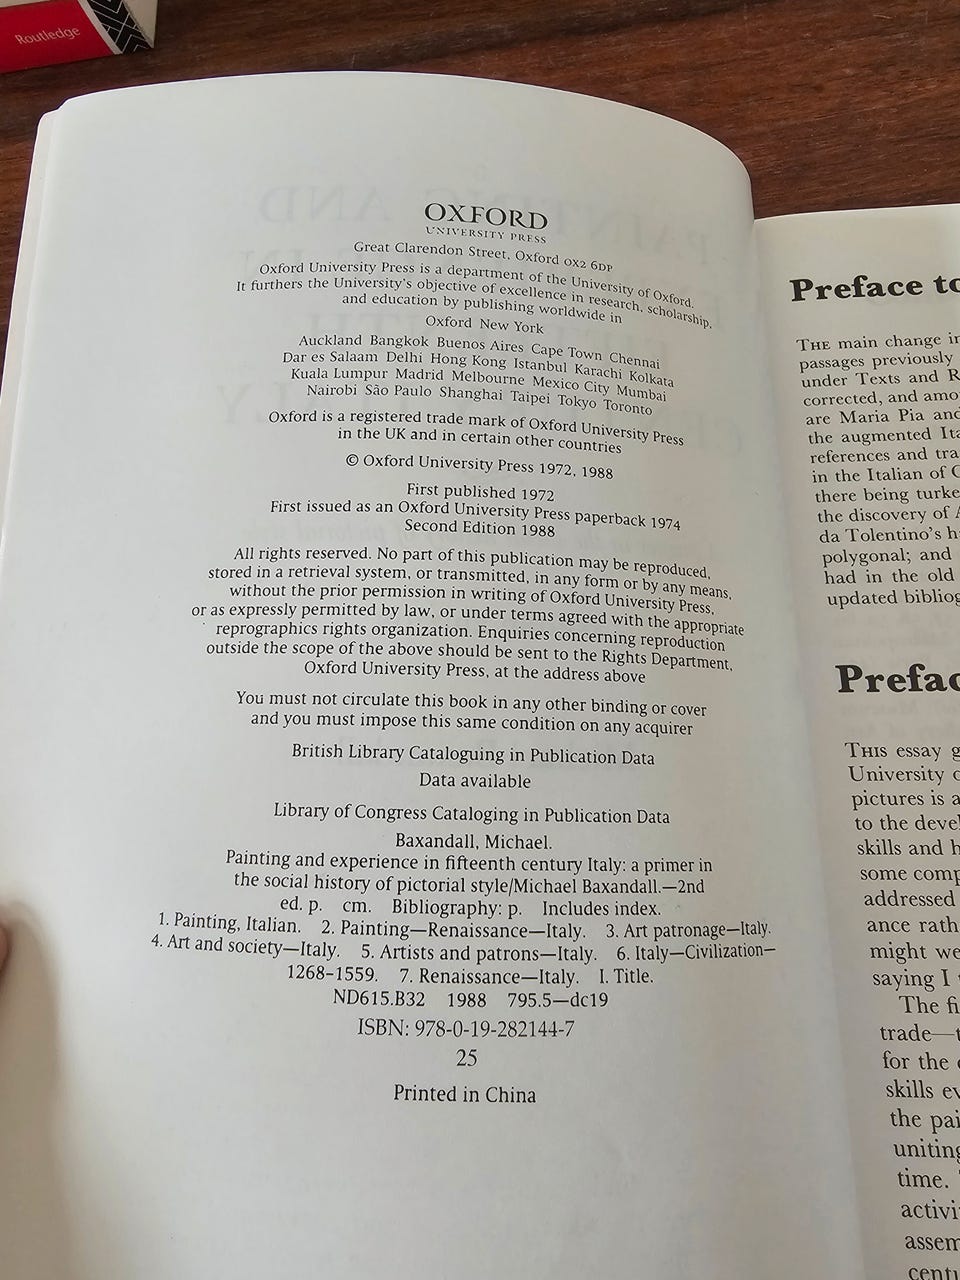 Routledge
OXFORD
UNIVERSITY PRESS
Great Clarendon Street, Oxford OX2 6DP
Oxford University Press is a department of the University of Oxford.
It furthers the University's objective of excellence in research, scholarship,
and education by publishing worldwide in
Oxford New York
Auckland Bangkok Buenos Aires Cape Town Chennai
Dar es Salaam Delhi Hong Kong Istanbul Karachi Kolkata
Kuala Lumpur Madrid Melbourne Mexico City Mumbai
Nairobi São Paulo Shanghai Taipei Tokyo Toronto
Oxford is a registered trade mark of Oxford University Press
in the UK and in certain other countries
© Oxford University Press 1972, 1988
First published 1972
First issued as an Oxford University Press paperback 1974
Second Edition 1988
All rights reserved. No part of this publication may be reproduced,
stored in a retrieval system, or transmitted, in any form or by any means,
without the prior permission in writing of Oxford University Press,
or as expressly permitted by law, or under terms agreed with the appropriate
reprographics rights organization. Enquiries concerning reproduction
outside the scope of the above should be sent to the Rights Department,
Oxford University Press, at the address above
You must not circulate this book in any other binding or cover
and you must impose this same condition on any acquirer
British Library Cataloguing in Publication Data
Data available
Library of Congress Cataloging in Publication Data
Baxandall, Michael.
Painting and experience in fifteenth century Italy: a primer in
the social history of pictorial style/Michael Baxandall.—2nd
ed. p. cm. Bibliography: p. Includes index.
1. Painting, Italian. 2. Painting—Renaissance—Italy. 3. Art patronage—Italy.
4. Art and society—Italy. 5. Artists and patrons—Italy. 6. Italy—Civilization—
1268–1559. 7. Renaissance—Italy. I. Title.
ND615.B32 1988 795.5—dc19
ISBN: 978-0-19-282144-7
25
Printed in China
Preface to
THE main change in
passages previously
under Texts and R
corrected, and amo
are Maria Pia and
the augmented Ita
references and tra
in the Italian of
there being turke
the discovery of A
da Tolentino's h
polygonal; and
had in the old
updated bibliog
Prefac
THIS essay g
University o
pictures is a
to the devel
skills and h
some comp
addressed
ance rath
might we
saying I
The fi
trade—t
for the
skills ev
the pai
uniting
time.
activi
assem
centu